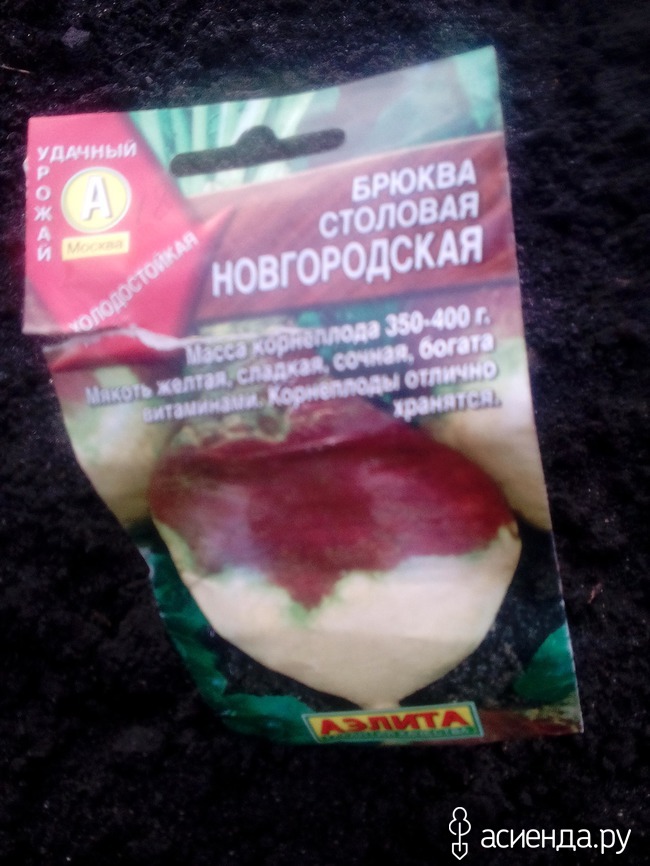 УДАЧНЫЙ
УРОЖАЙ
А
Москва
ХОЛОДОСТОЙКАЯ
БРЮКВА
СТОЛОВАЯ
НОВГОРОДСКАЯ
Масса корнеплода 350-400 г.
Мякоть желтая, сладкая, сочная, богата
витаминами. Корнеплоды отлично
хранятся.
АЭЛИТА
асиенда.ру